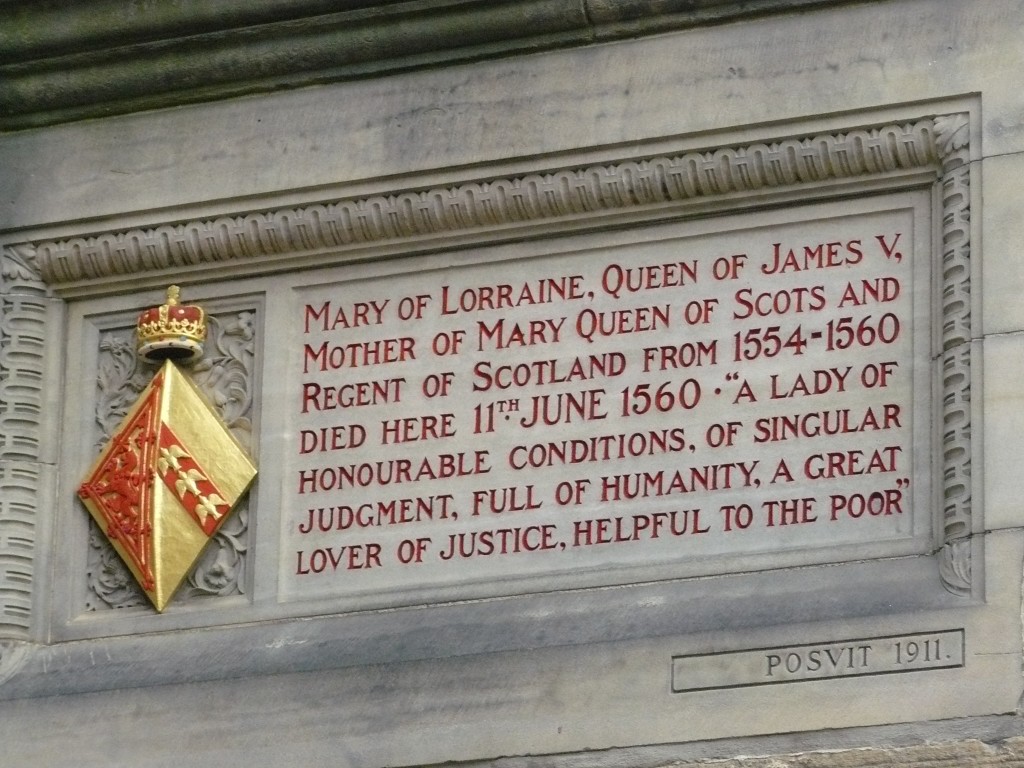 MARY OF LORRAINE, QUEEN OF JAMES V,
MOTHER OF MARY QUEEN OF SCOTS AND
REGENT OF SCOTLAND FROM 1554-1560
DIED HERE 11TH. JUNE 1560 · "A LADY OF
HONOURABLE CONDITIONS, OF SINGULAR
JUDGMENT, FULL OF HUMANITY, A GREAT
LOVER OF JUSTICE, HELPFUL TO THE POOR"
POSVIT 1911.